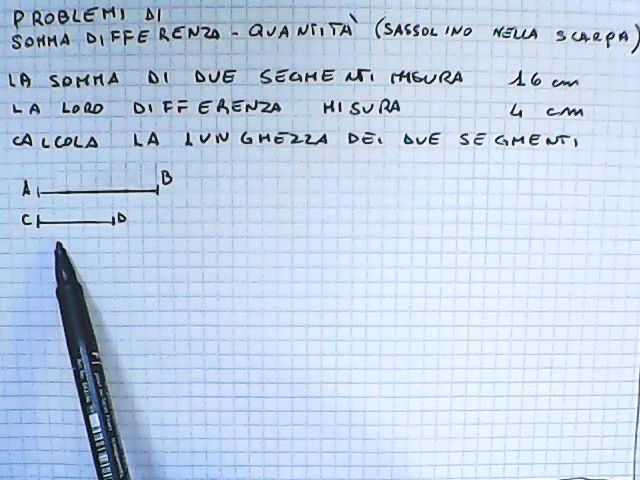 PROBLEMI DI
SOMMA DIFFERENZA - QUANTITÀ (SASSOLINO NELLA SCARPA)
LA SOMMA DI DUE SEGMENTI MISURA 16 cm
LA LORO DIFFERENZA MISURA 4 cm
CALCOLA LA LUNGHEZZA DEI DUE SEGMENTI
A B
C D